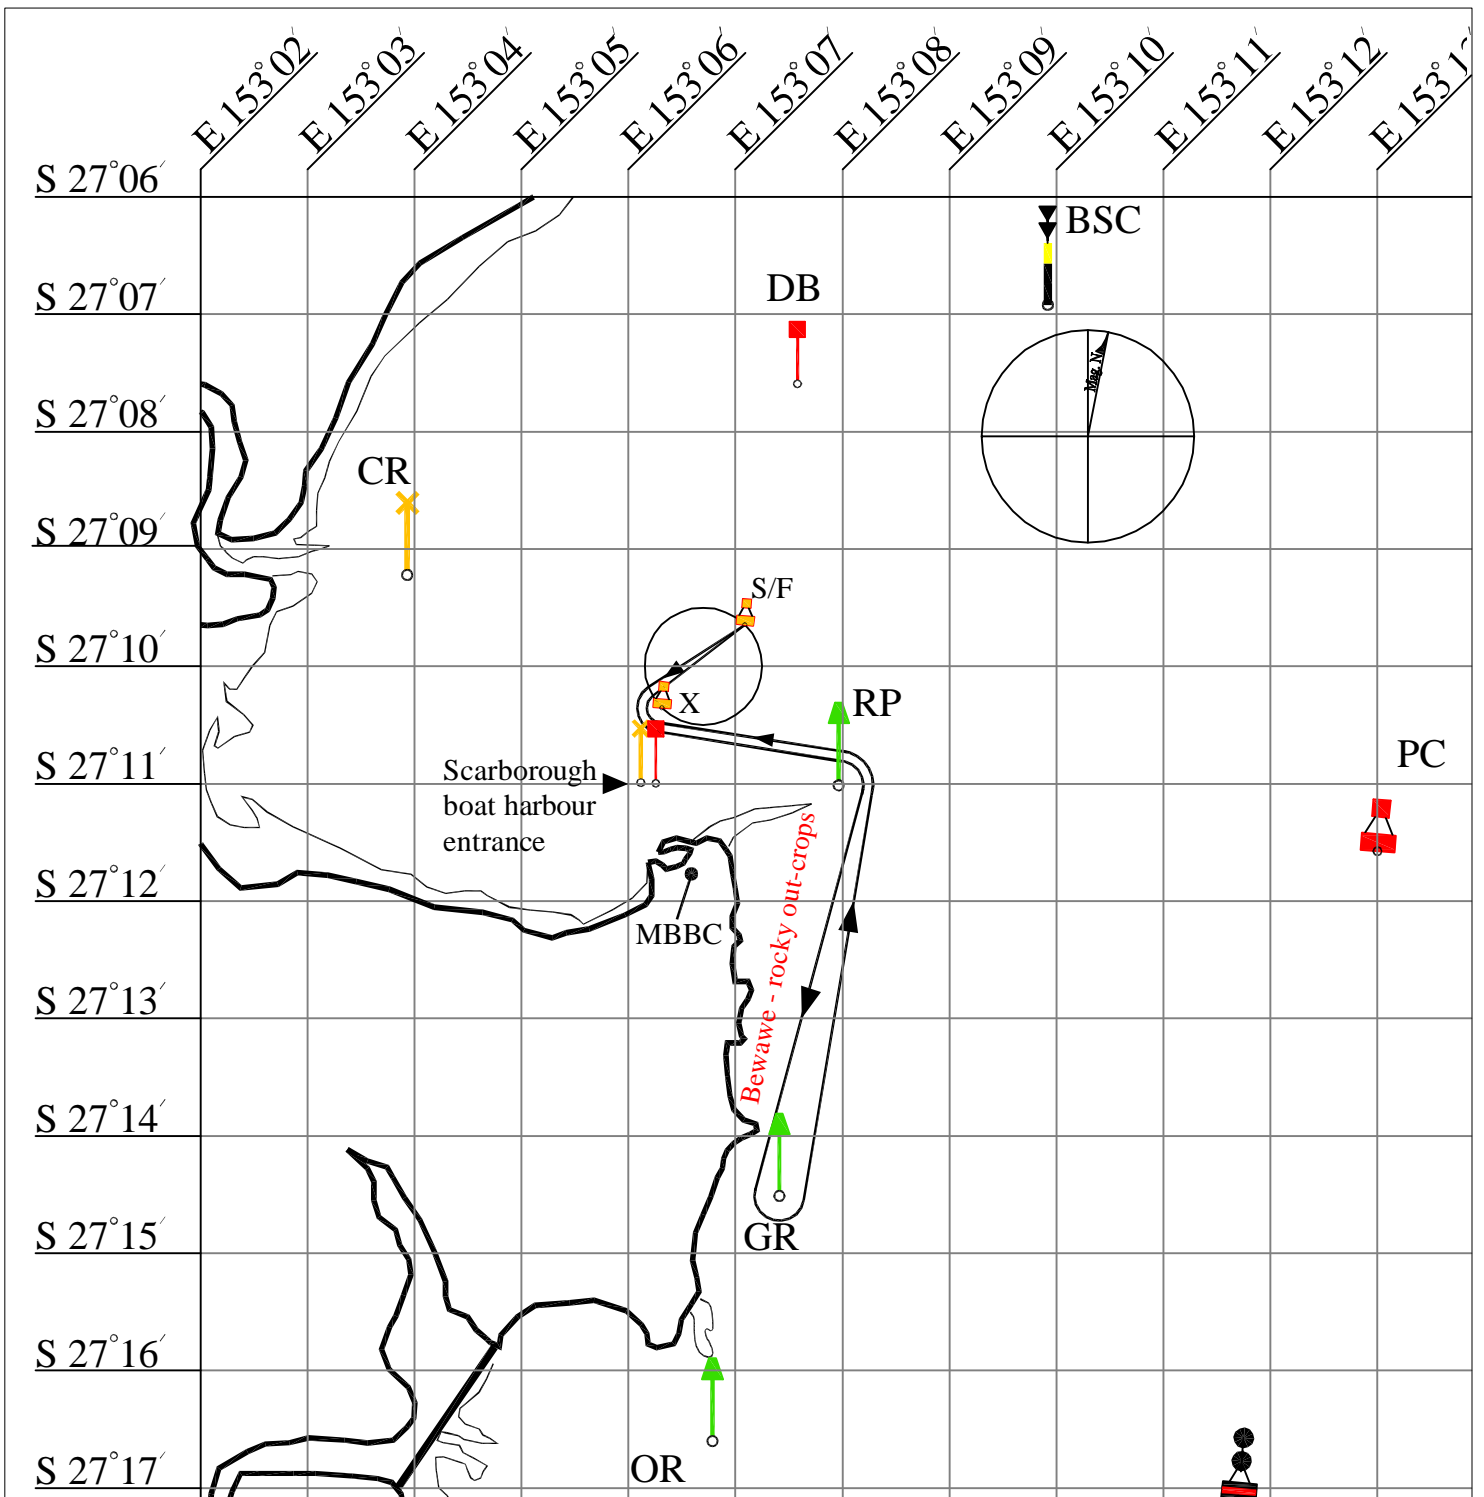 E 153°02′
E 153°03′
E 153°04′
E 153°05′
E 153°06′
E 153°07′
E 153°08′
E 153°09′
E 153°10′
E 153°11′
E 153°12′
S 27°06′
BSC
DB
S 27°07′
Mag. N
S 27°08′
CR
S 27°09′
S/F
S 27°10′
X
RP
S 27°11′
PC
Scarborough
boat harbour
entrance
Bewawe - rocky out-crops
S 27°12′
MBBC
S 27°13′
S 27°14′
GR
S 27°15′
S 27°16′
OR
S 27°17′